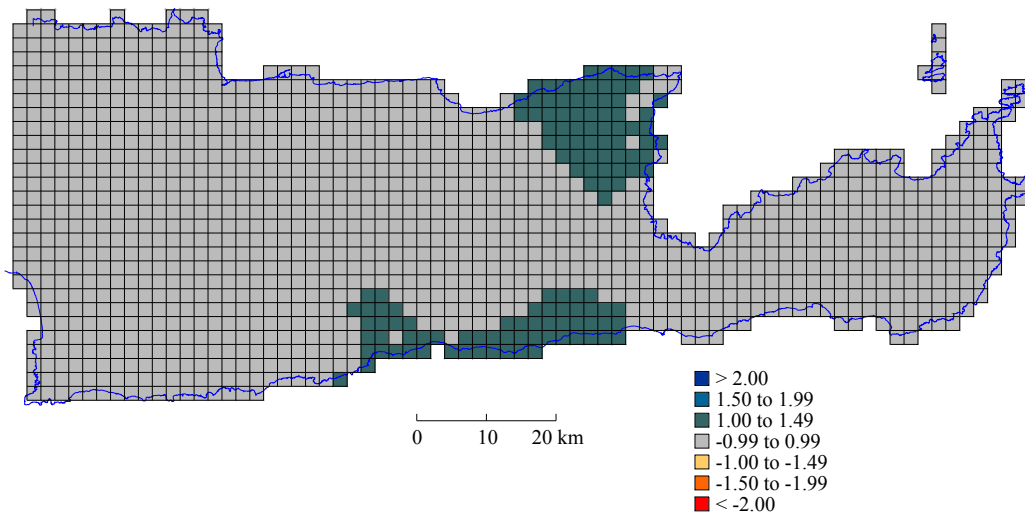 > 2.00
1.50 to 1.99
1.00 to 1.49
-0.99 to 0.99
-1.00 to -1.49
-1.50 to -1.99
< -2.00
0 10 20 km